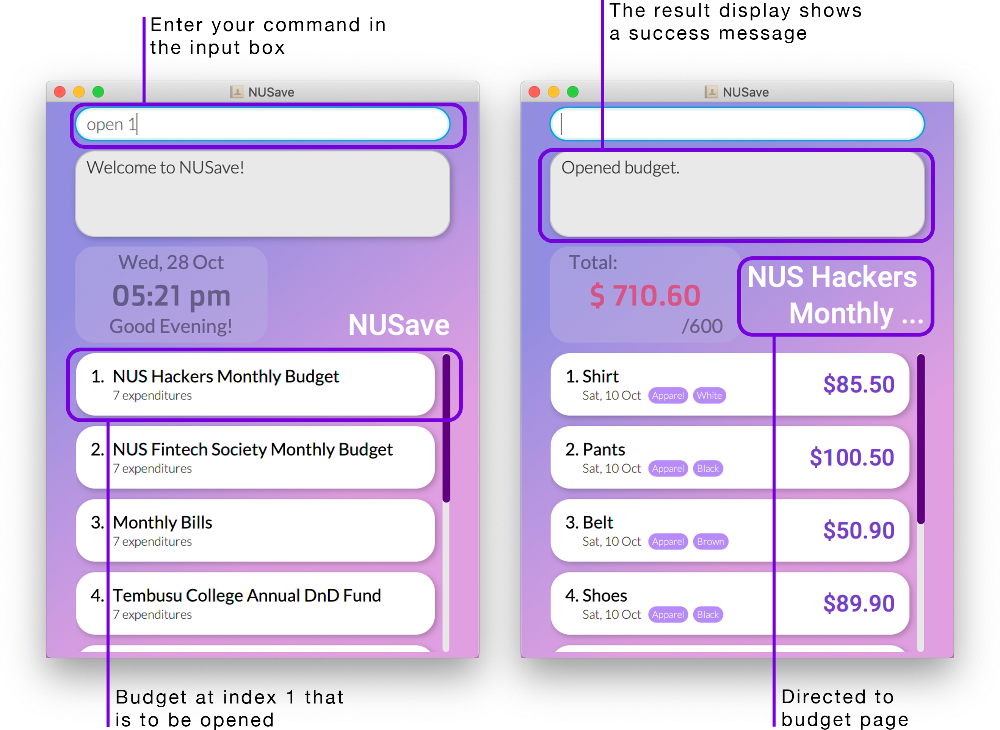 Enter your command in
the input box
The result display shows
a success message
NUSave
open 1
Welcome to NUSave!
Wed, 28 Oct
05:21 pm
Good Evening!
NUSave
1. NUS Hackers Monthly Budget
7 expenditures
2. NUS Fintech Society Monthly Budget
7 expenditures
3. Monthly Bills
7 expenditures
4. Tembusu College Annual DnD Fund
7 expenditures
Budget at index 1 that
is to be opened
NUSave
Opened budget.
Total:
$ 710.60
/600
NUS Hackers
Monthly ...
1. Shirt
Sat, 10 Oct Apparel White
$85.50
2. Pants
Sat, 10 Oct Apparel Black
$100.50
3. Belt
Sat, 10 Oct Apparel Brown
$50.90
4. Shoes
Sat, 10 Oct Apparel Black
$89.90
Directed to
budget page